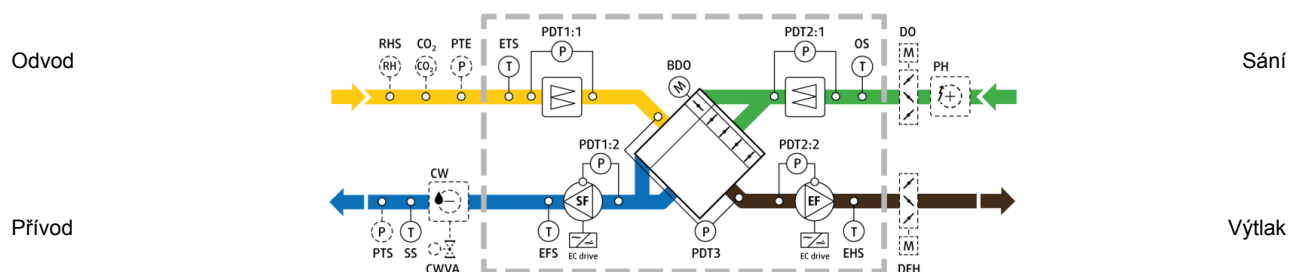 PDT1:1
PDT2:1
DO
RHS CO₂ PTE ETS
OS
Odvod
RH CO₂ P T P
BDO
M
P T M
PH
Sání
PDT1:2
PDT2:2
CW
P
P
SF
EF
Přívod
P T
T
EC drive
P
EC drive
T
M
Výtlak
PTS SS
EFS
PDT3
EHS
CWVA
DEH